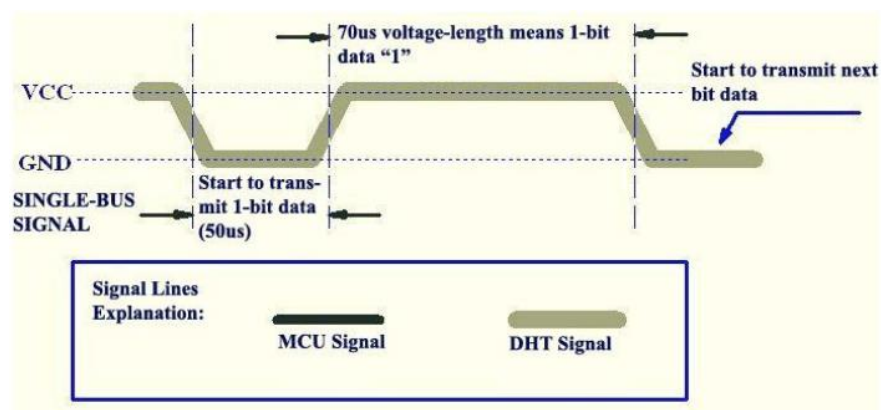 70us voltage-length means 1-bit
data “1”
Start to transmit next
bit data
VCC
GND
Start to trans-
mit 1-bit data
(50us)
SINGLE-BUS
SIGNAL
Signal Lines
Explanation:
MCU Signal
DHT Signal